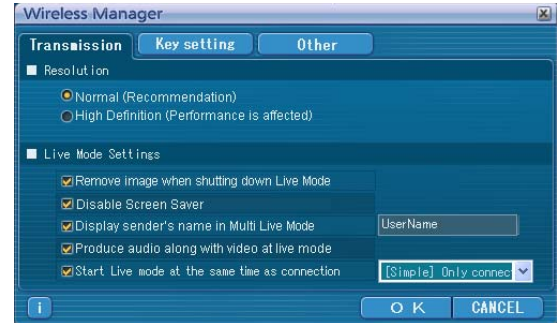 Wireless Manager
Transmission Key setting Other
Resolution
Normal (Recommendation)
High Definition (Performance is affected)
Live Mode Settings
Remove image when shutting down Live Mode
Disable Screen Saver
Display sender's name in Multi Live Mode UserName
Produce audio along with video at live mode
Start Live mode at the same time as connection [Simple] Only connec
i OK CANCEL